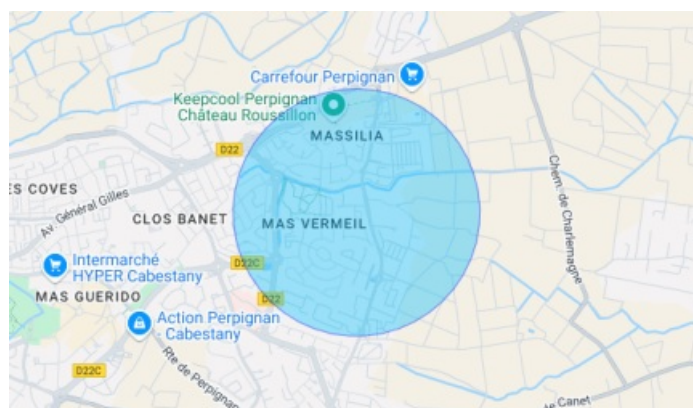 Carrefour Perpignan
Keepcool Perpignan
Château Roussillon
MASSILIA
D22
ES COVES
Av. Général Gilles
CLOS BANET
MAS VERMEIL
Chem. de Charlemagne
Intermarché
HYPER Cabestany
D22C
MAS GUERIDO
D22
Action Perpignan
- Cabestany
Rte de Perpignan
D22C
de Canet